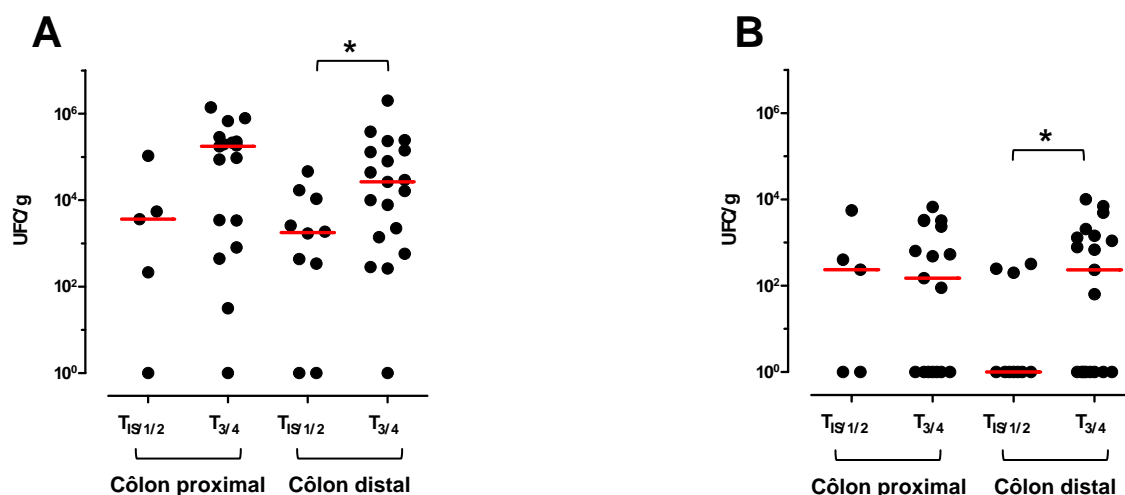 A
*
UFC/g
10⁶
10⁴
10²
10⁰
T_IS/1/2 T_3/4 T_IS/1/2 T_3/4
Côlon proximal Côlon distal
B
*
UFC/g
10⁶
10⁴
10²
10⁰
T_IS/1/2 T_3/4 T_IS/1/2 T_3/4
Côlon proximal Côlon distal